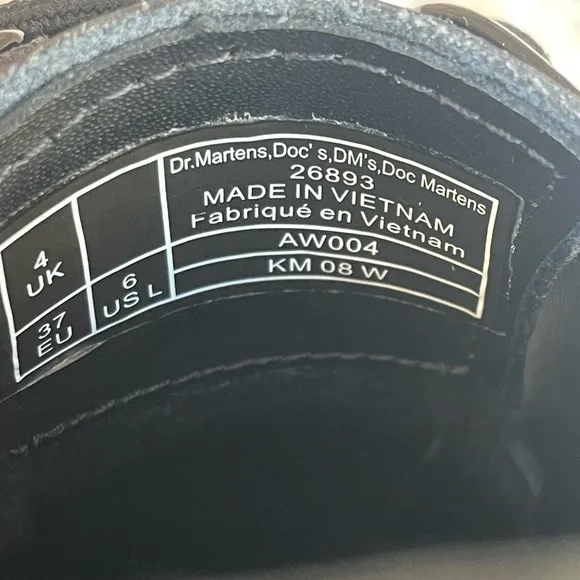 4
UK
37
EU
6
US L
Dr.Martens,Doc's,DM's,Doc Martens
26893
MADE IN VIETNAM
Fabriqué en Vietnam
AW004
KM 08 W